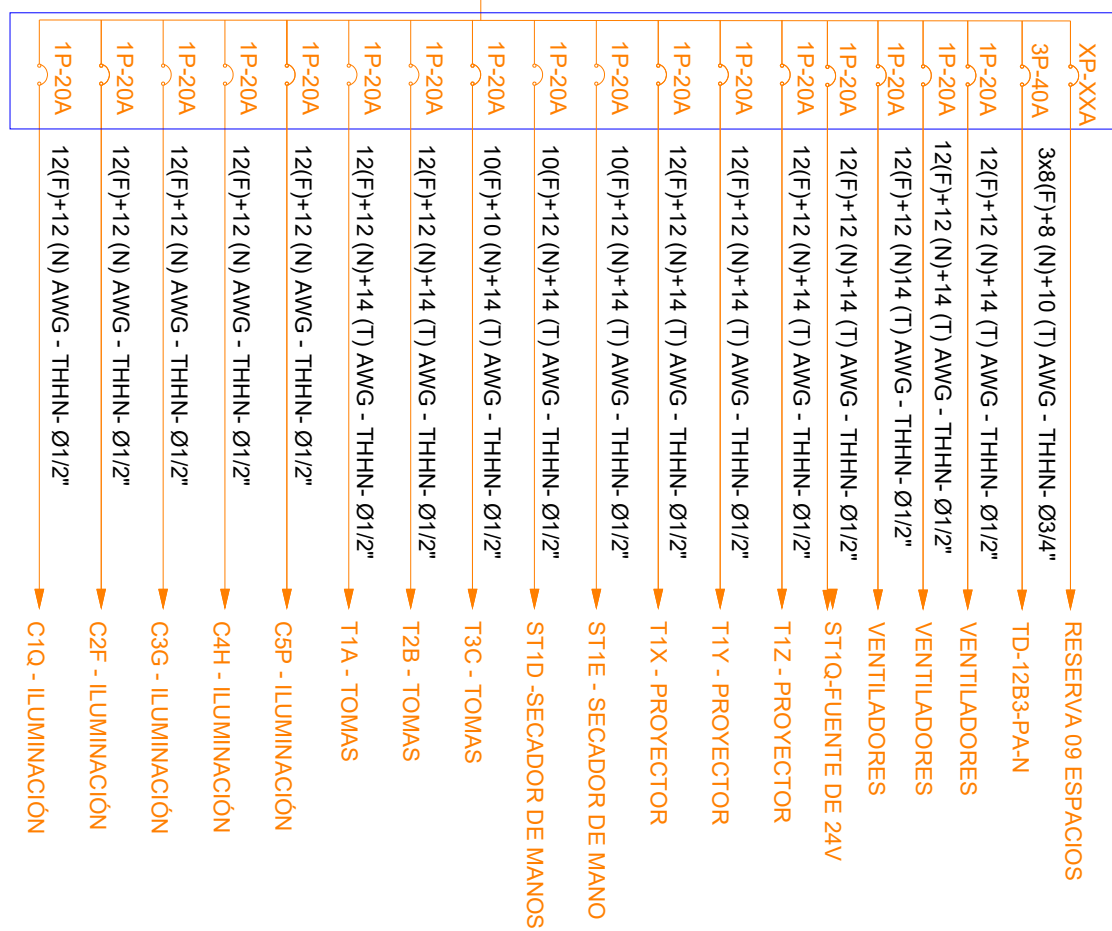 XP-XXA RESERVA 09 ESPACIOS
3P-40A 3x8(F)+8 (N)+10 (T) AWG - THHN- Ø3/4" TD-12B3-PA-N
1P-20A 12(F)+12 (N)+14 (T) AWG - THHN- Ø1/2" VENTILADORES
1P-20A 12(F)+12 (N)+14 (T) AWG - THHN- Ø1/2" VENTILADORES
1P-20A 12(F)+12 (N)14 (T) AWG - THHN- Ø1/2" VENTILADORES
1P-20A 12(F)+12 (N)+14 (T) AWG - THHN- Ø1/2" ST1Q-FUENTE DE 24V
1P-20A 12(F)+12 (N)+14 (T) AWG - THHN- Ø1/2" T1Z - PROYECTOR
1P-20A 12(F)+12 (N)+14 (T) AWG - THHN- Ø1/2" T1Y - PROYECTOR
1P-20A 12(F)+12 (N)+14 (T) AWG - THHN- Ø1/2" T1X - PROYECTOR
1P-20A 10(F)+12 (N)+14 (T) AWG - THHN- Ø1/2" ST1E - SECADOR DE MANO
1P-20A 10(F)+12 (N)+14 (T) AWG - THHN- Ø1/2" ST1D -SECADOR DE MANOS
1P-20A 10(F)+10 (N)+14 (T) AWG - THHN- Ø1/2" T3C - TOMAS
1P-20A 12(F)+12 (N)+14 (T) AWG - THHN- Ø1/2" T2B - TOMAS
1P-20A 12(F)+12 (N)+14 (T) AWG - THHN- Ø1/2" T1A - TOMAS
1P-20A 12(F)+12 (N) AWG - THHN- Ø1/2" C5P - ILUMINACIÓN
1P-20A 12(F)+12 (N) AWG - THHN- Ø1/2" C4H - ILUMINACIÓN
1P-20A 12(F)+12 (N) AWG - THHN- Ø1/2" C3G - ILUMINACIÓN
1P-20A 12(F)+12 (N) AWG - THHN- Ø1/2" C2F - ILUMINACIÓN
1P-20A 12(F)+12 (N) AWG - THHN- Ø1/2" C1Q - ILUMINACIÓN